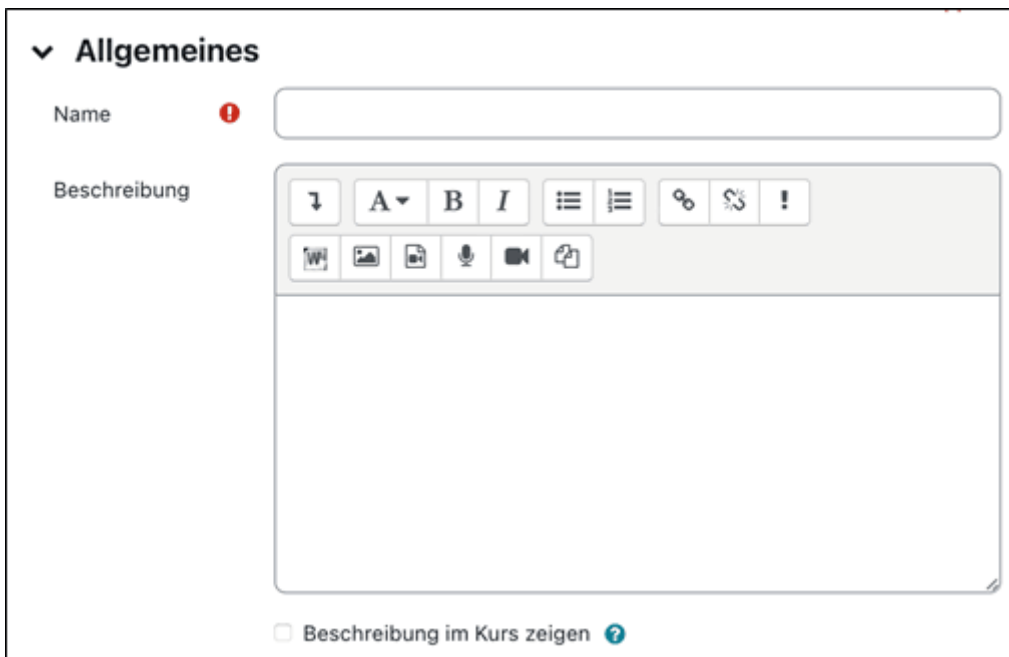 Allgemeines
Name
Beschreibung
A B I
Beschreibung im Kurs zeigen